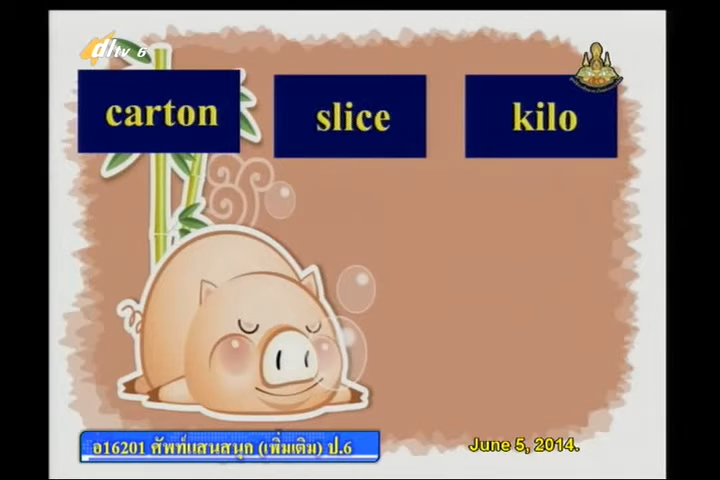 dltv 6
carton
slice
kilo
อ16201 ศัพท์แสนสนุก (เพิ่มเติม) ป.6
June 5, 2014.